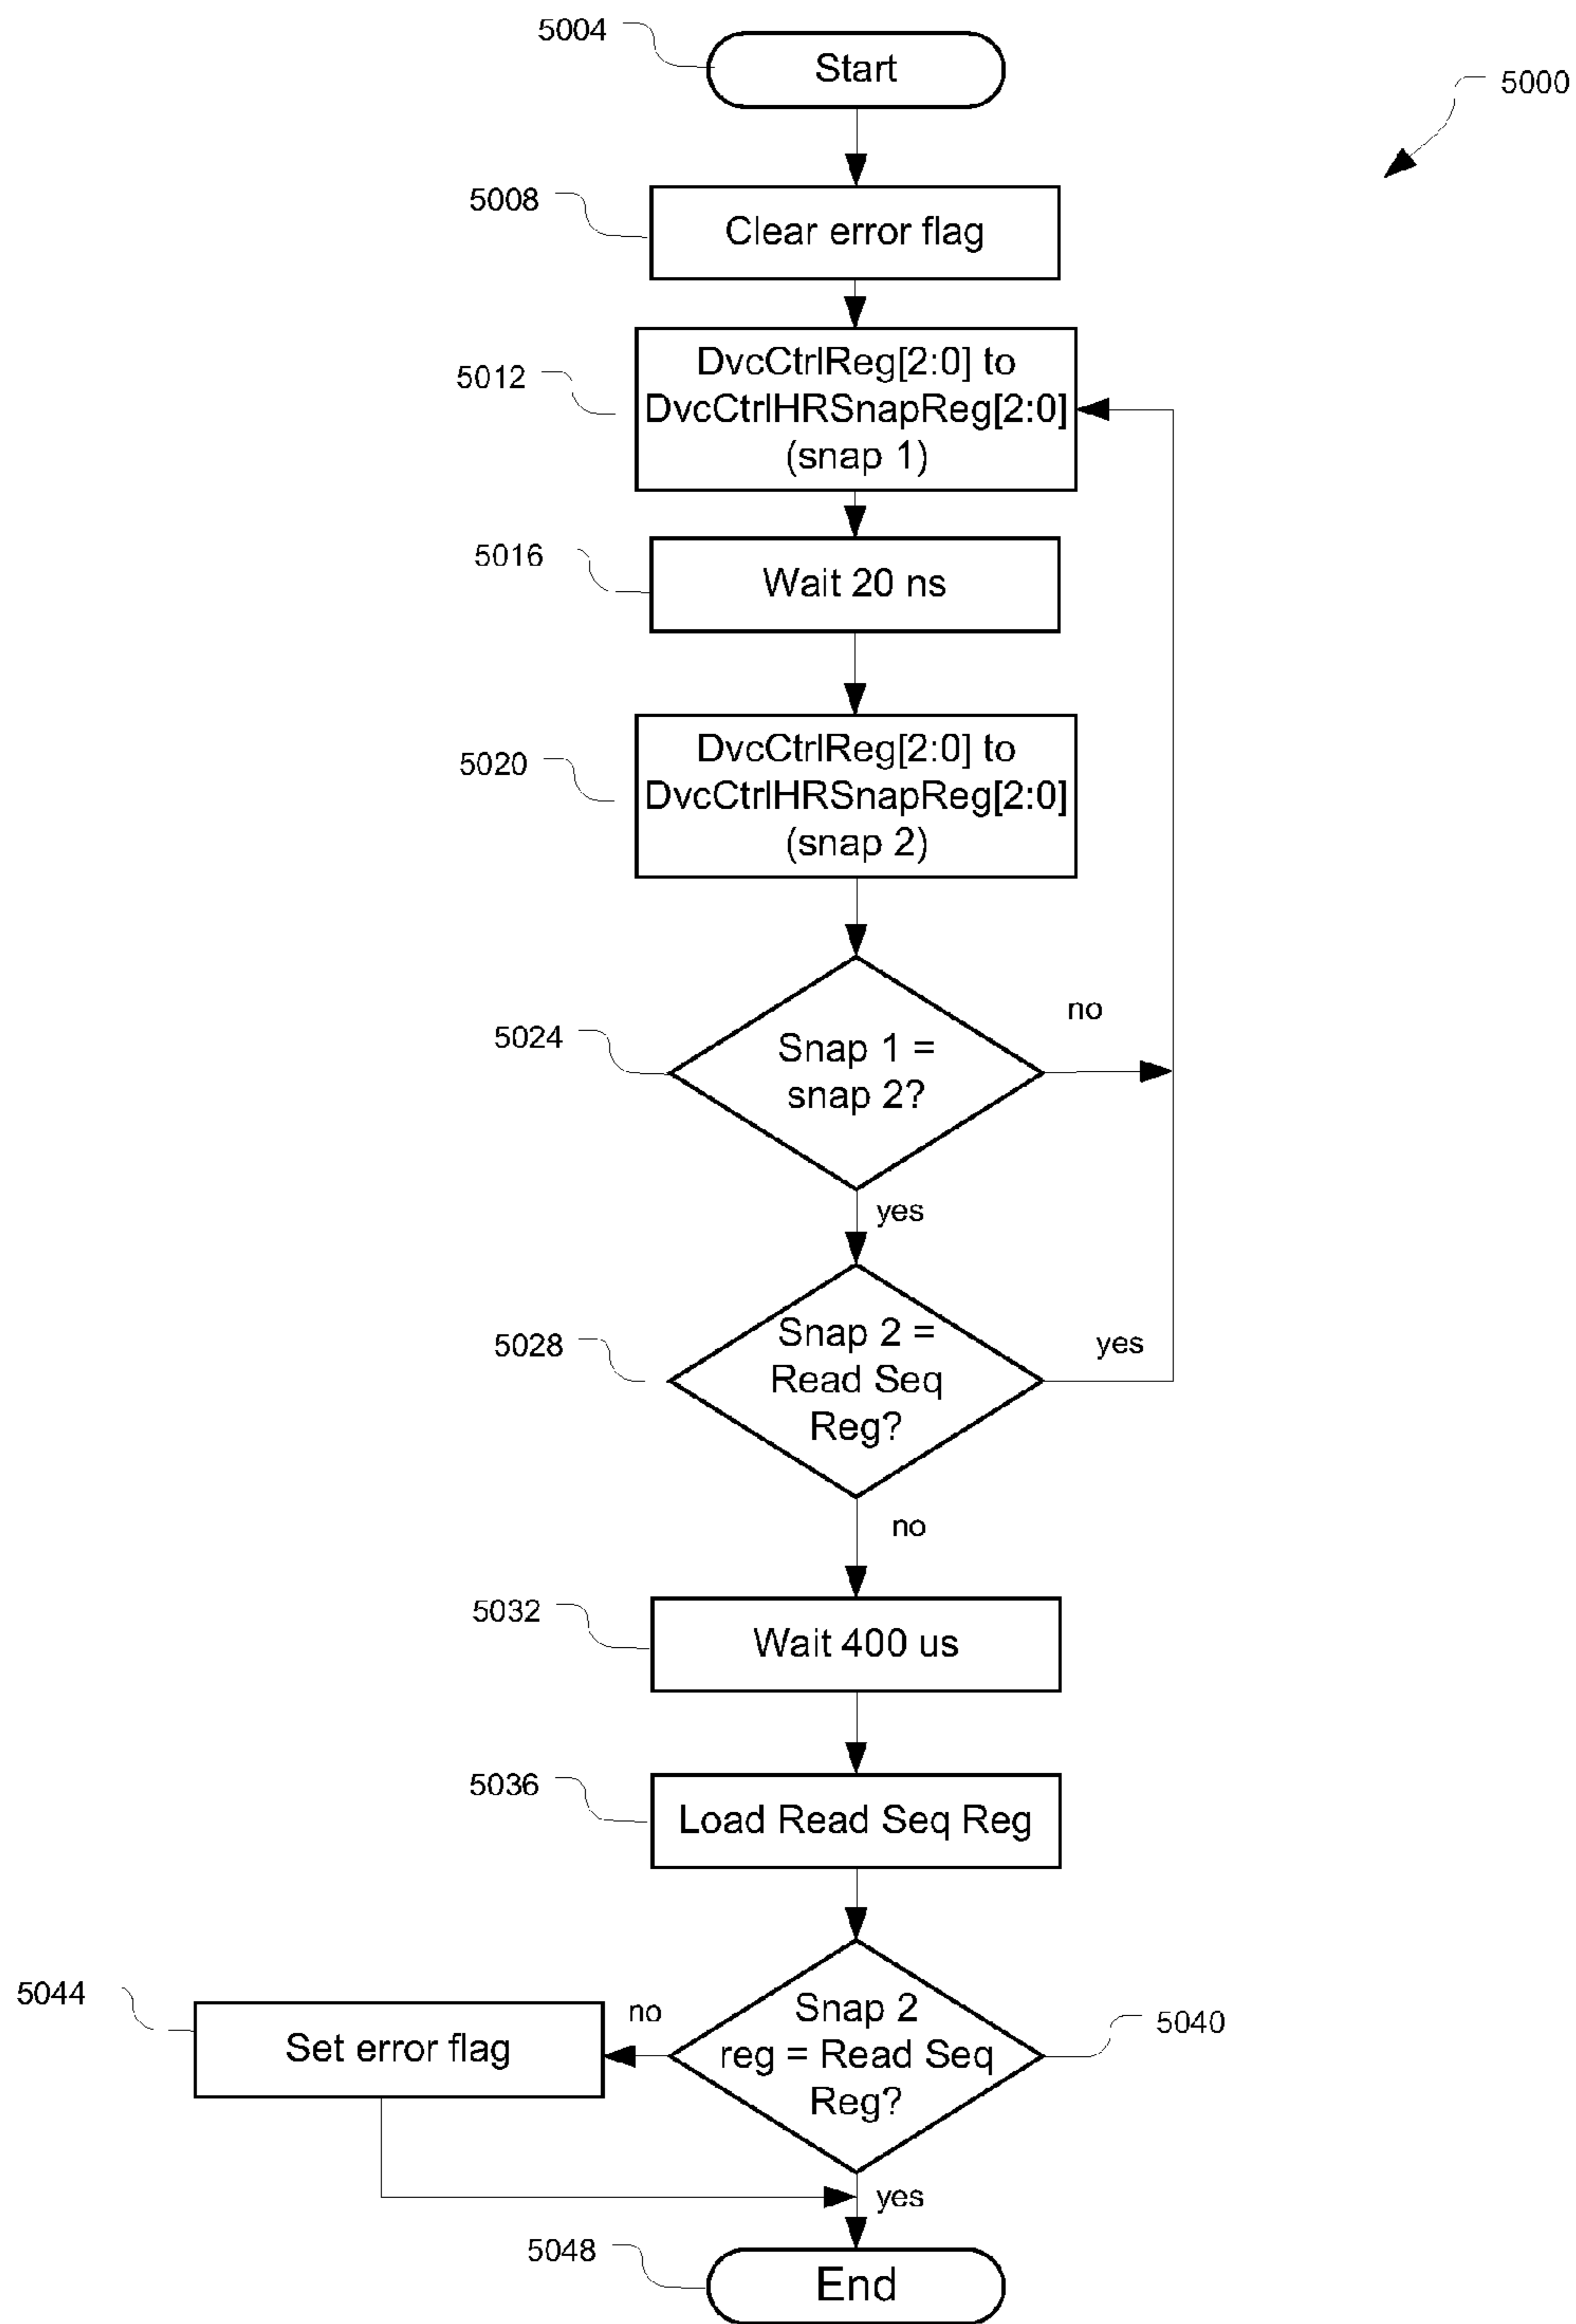 5004
Start
5000
5008
Clear error flag
5012
DvcCtrlReg[2:0] to
DvcCtrlHRSnapReg[2:0]
(snap 1)
5016
Wait 20 ns
5020
DvcCtrlReg[2:0] to
DvcCtrlHRSnapReg[2:0]
(snap 2)
no
5024
Snap 1 =
snap 2?
yes
5028
Snap 2 =
Read Seq
Reg?
yes
no
5032
Wait 400 us
5036
Load Read Seq Reg
5044
Set error flag
no
Snap 2
reg = Read Seq
Reg?
5040
yes
5048
End